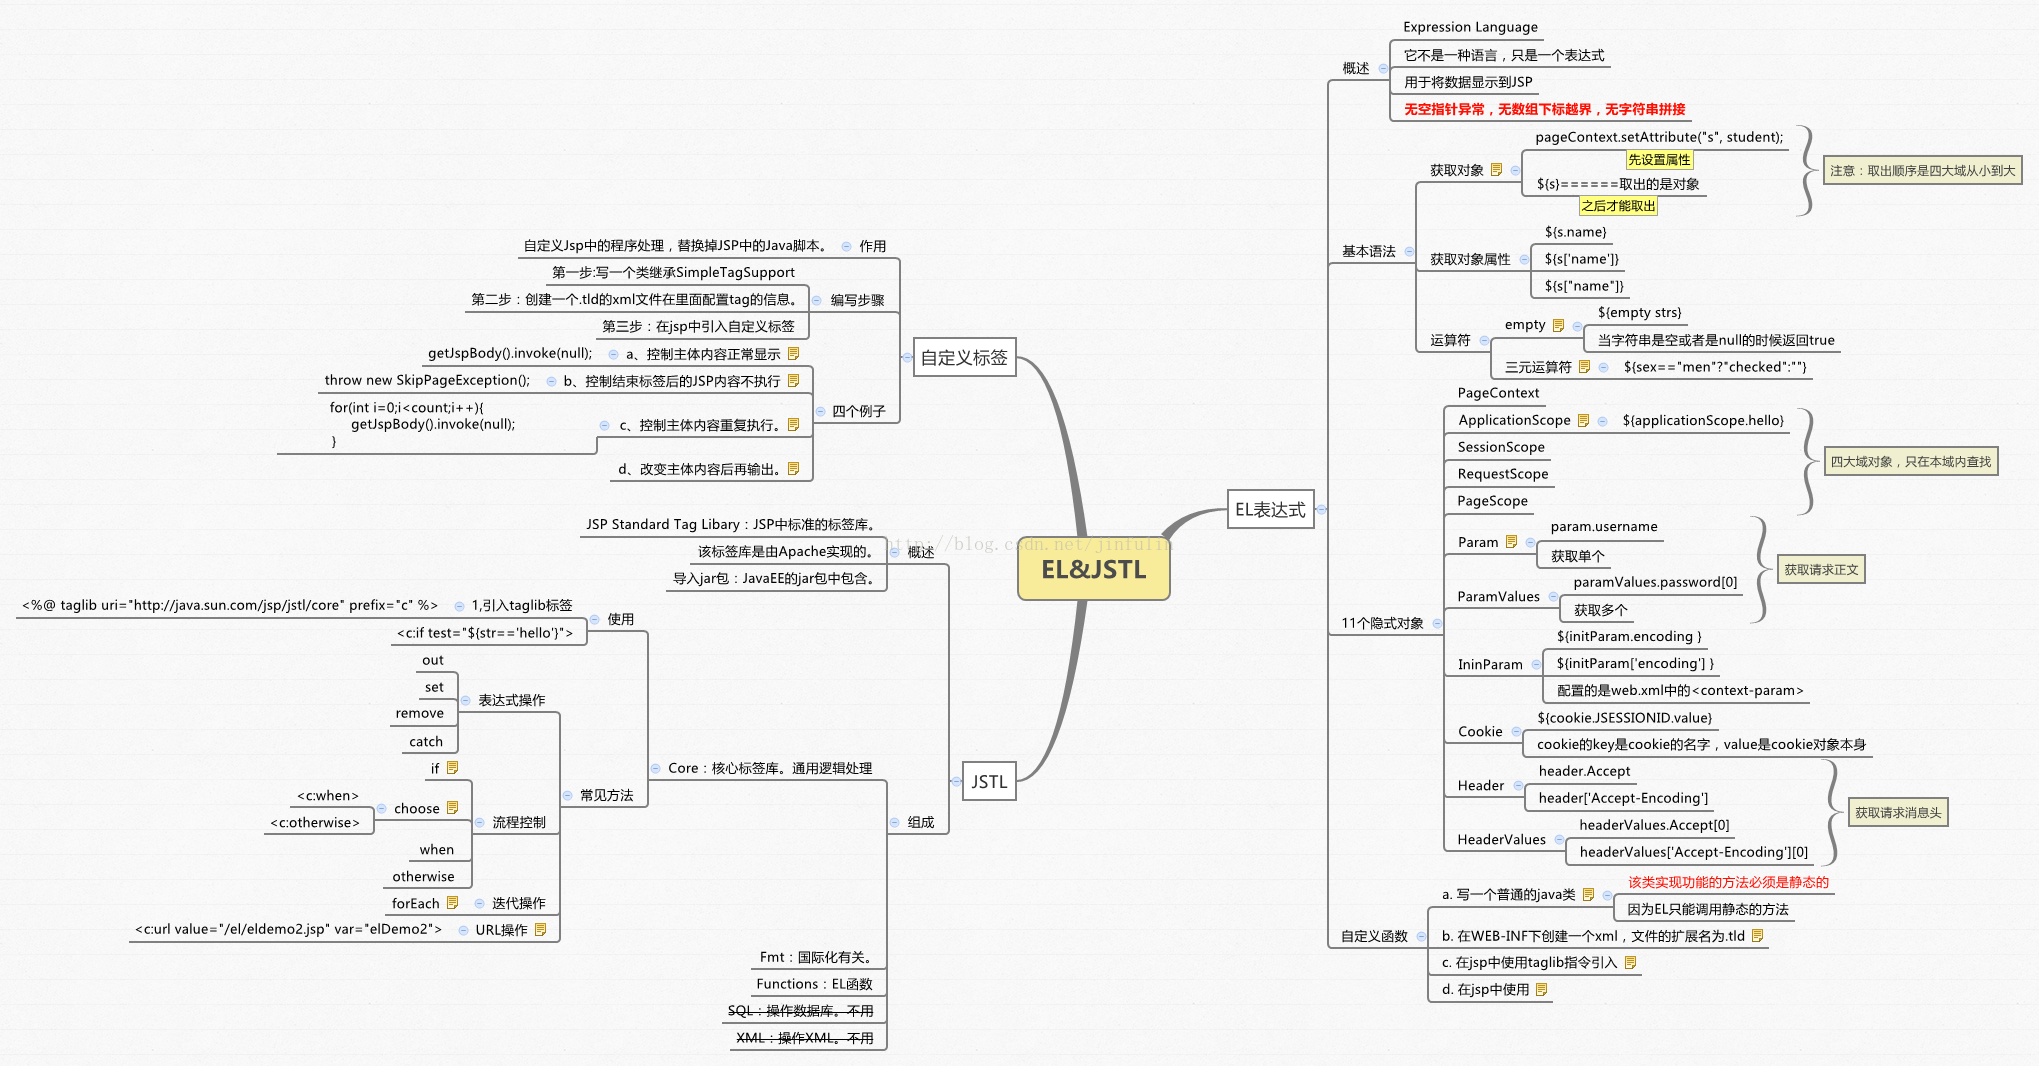 EL&JSTL
http://blog.csdn.net/jinfulin
EL表达式
概述
Expression Language
它不是一种语言，只是一个表达式
用于将数据显示到JSP
无空指针异常，无数组下标越界，无字符串拼接
基本语法
获取对象
pageContext.setAttribute("s", student);
先设置属性
${s}======取出的是对象
之后才能取出
注意：取出顺序是四大域从小到大
获取对象属性
${s.name}
${s['name']}
${s["name"]}
运算符
empty
${empty strs}
当字符串是空或者是null的时候返回true
三元运算符
${sex=="men"?"checked":""}
11个隐式对象
PageContext
ApplicationScope
${applicationScope.hello}
SessionScope
RequestScope
PageScope
四大域对象，只在本域内查找
Param
param.username
获取单个
ParamValues
paramValues.password[0]
获取多个
获取请求正文
IninParam
${initParam.encoding }
${initParam['encoding'] }
配置的是web.xml中的<context-param>
Cookie
${cookie.JSESSIONID.value}
cookie的key是cookie的名字，value是cookie对象本身
Header
header.Accept
header['Accept-Encoding']
HeaderValues
headerValues.Accept[0]
headerValues['Accept-Encoding'][0]
获取请求消息头
自定义函数
a. 写一个普通的java类
该类实现功能的方法必须是静态的
因为EL只能调用静态的方法
b. 在WEB-INF下创建一个xml，文件的扩展名为.tld
c. 在jsp中使用taglib指令引入
d. 在jsp中使用
自定义标签
作用
自定义Jsp中的程序处理，替换掉JSP中的Java脚本。
编写步骤
第一步:写一个类继承SimpleTagSupport
第二步：创建一个.tld的xml文件在里面配置tag的信息。
第三步：在jsp中引入自定义标签
四个例子
a、控制主体内容正常显示
getJspBody().invoke(null);
b、控制结束标签后的JSP内容不执行
throw new SkipPageException();
c、控制主体内容重复执行。
for(int i=0;i<count;i++){
getJspBody().invoke(null);
}
d、改变主体内容后再输出。
JSTL
概述
JSP Standard Tag Libary：JSP中标准的标签库。
该标签库是由Apache实现的。
导入jar包：JavaEE的jar包中包含。
组成
Core：核心标签库。通用逻辑处理
使用
1,引入taglib标签
<%@ taglib uri="http://java.sun.com/jsp/jstl/core" prefix="c" %>
<c:if test="${str=='hello'}">
常见方法
表达式操作
out
set
remove
catch
流程控制
if
choose
<c:when>
<c:otherwise>
when
otherwise
迭代操作
forEach
URL操作
<c:url value="/el/eldemo2.jsp" var="elDemo2">
Fmt：国际化有关。
Functions：EL函数
SQL：操作数据库。不用
XML：操作XML。不用